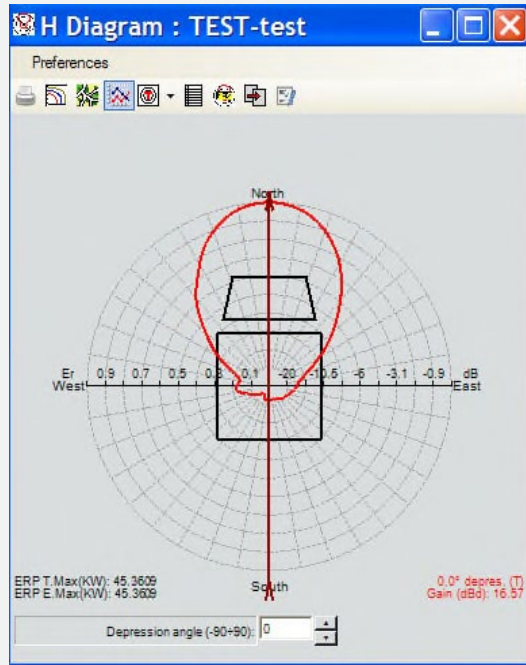 H Diagram : TEST-test
Preferences
North
Er 0.9 0.7 0.5 0.3 0.1 -20 -10.5 -6 -3.1 -0.9 dB
West East
South
ERP T.Max(KW): 45.3609
ERP E.Max(KW): 45.3609
0.0° depres. (T)
Gain (dBd): 16.57
Depression angle (-90÷90): 0